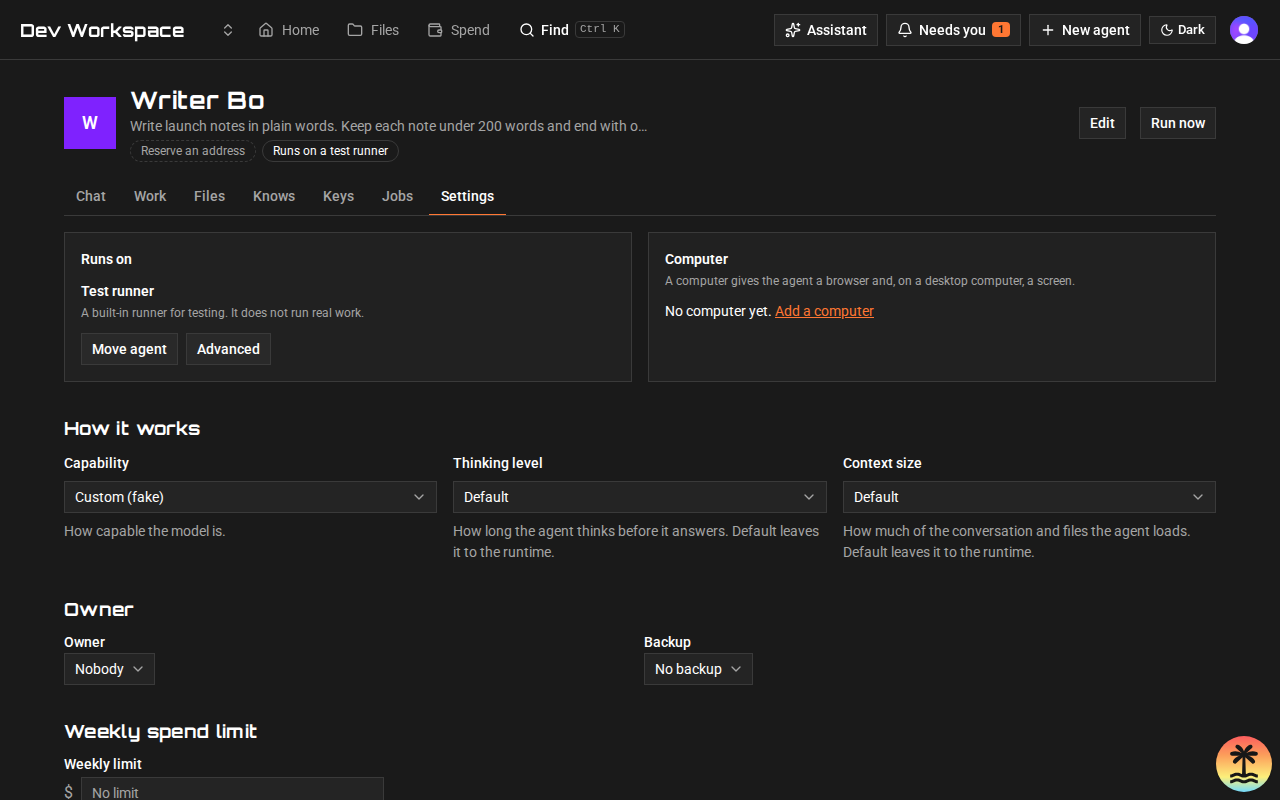 Dev Workspace
Home
Files
Spend
Find Ctrl K
Assistant
Needs you 1
New agent
Dark
W
Writer Bo
Write launch notes in plain words. Keep each note under 200 words and end with o…
Reserve an address
Runs on a test runner
Edit
Run now
Chat
Work
Files
Knows
Keys
Jobs
Settings
Runs on
Test runner
A built-in runner for testing. It does not run real work.
Move agent
Advanced
Computer
A computer gives the agent a browser and, on a desktop computer, a screen.
No computer yet. Add a computer
How it works
Capability
Custom (fake)
How capable the model is.
Thinking level
Default
How long the agent thinks before it answers. Default leaves
it to the runtime.
Context size
Default
How much of the conversation and files the agent loads.
Default leaves it to the runtime.
Owner
Owner
Nobody
Backup
No backup
Weekly spend limit
Weekly limit
$ No limit